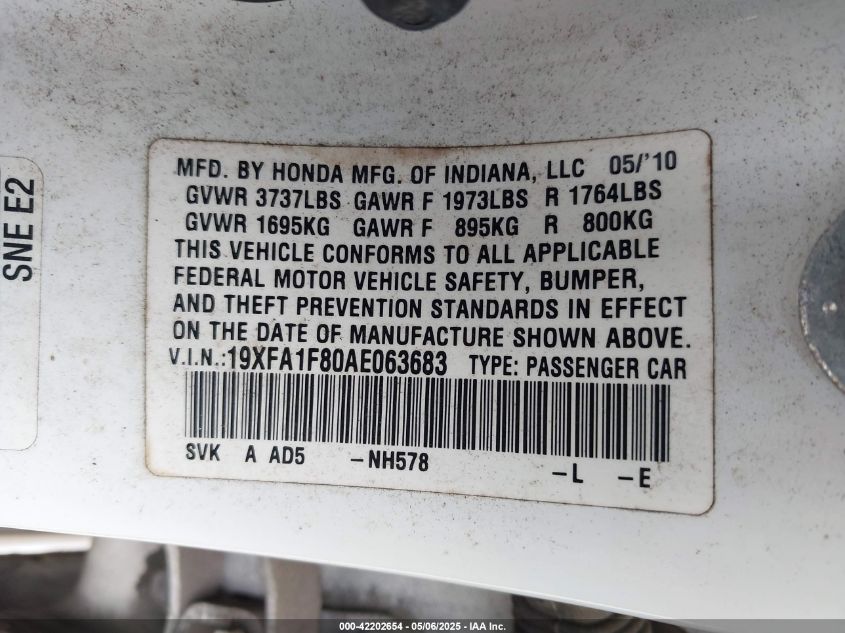 SNE E2
MFD. BY HONDA MFG. OF INDIANA, LLC 05/'10
GVWR 3737LBS GAWR F 1973LBS R 1764LBS
GVWR 1695KG GAWR F 895KG R 800KG
THIS VEHICLE CONFORMS TO ALL APPLICABLE
FEDERAL MOTOR VEHICLE SAFETY, BUMPER,
AND THEFT PREVENTION STANDARDS IN EFFECT
ON THE DATE OF MANUFACTURE SHOWN ABOVE.
V.I.N.:19XFA1F80AE063683 TYPE: PASSENGER CAR
SVK A AD5 -NH578 -L -E
000-42202654 - 05/06/2025 - IAA Inc.